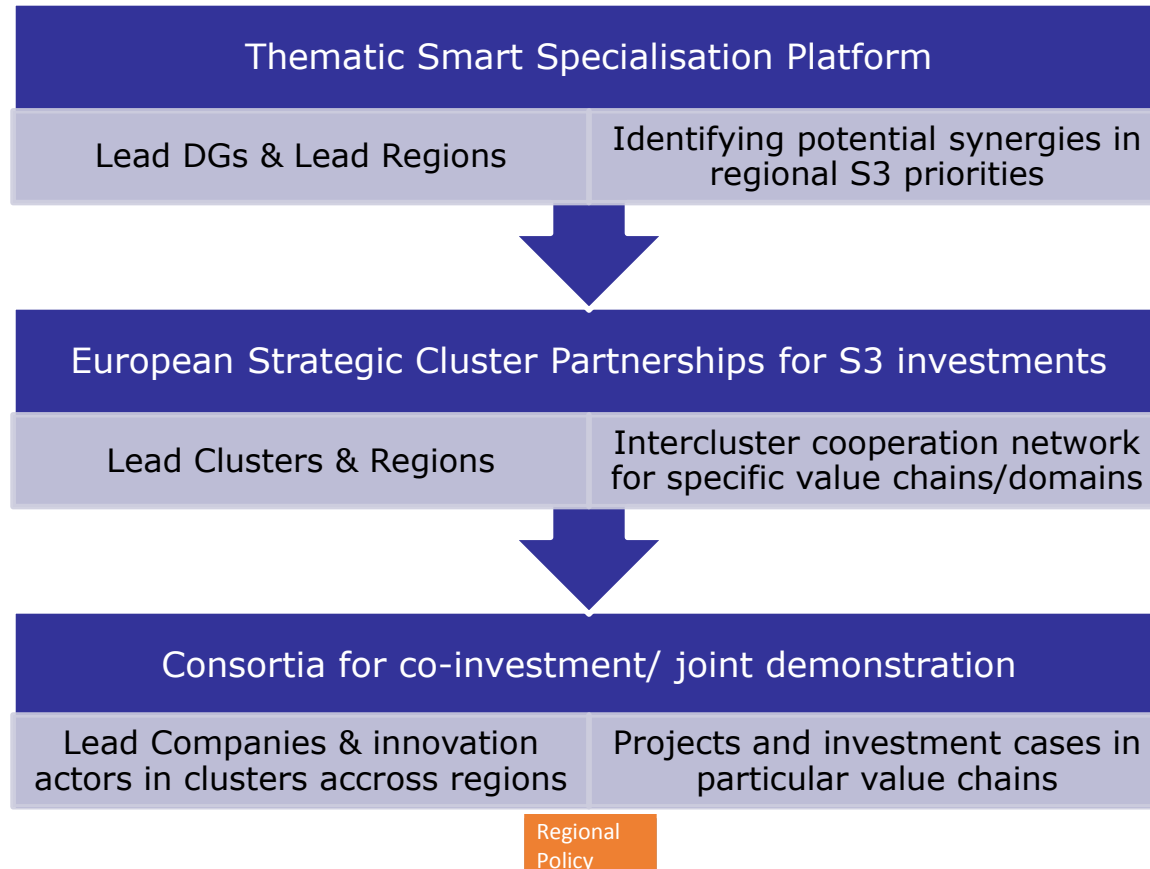 Thematic Smart Specialisation Platform
Lead DGs & Lead Regions
Identifying potential synergies in
regional S3 priorities
European Strategic Cluster Partnerships for S3 investments
Lead Clusters & Regions
Intercluster cooperation network
for specific value chains/domains
Consortia for co-investment/ joint demonstration
Lead Companies & innovation
actors in clusters accross regions
Projects and investment cases in
particular value chains
Regional
Policy